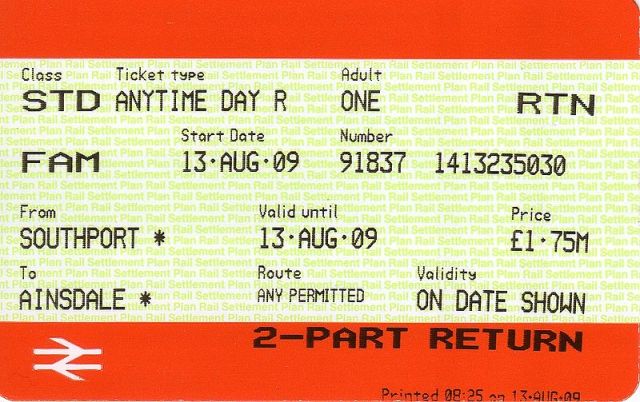 Class Ticket type Adult
STD ANYTIME DAY R ONE RTN
Start Date Number
FAM 13·AUG·09 91837 1413235030
From Valid until Price
SOUTHPORT * 13·AUG·09 £1·75M
To Route Validity
AINSDALE * ANY PERMITTED ON DATE SHOWN
2-PART RETURN
Printed 08:25 on 13·AUG·09